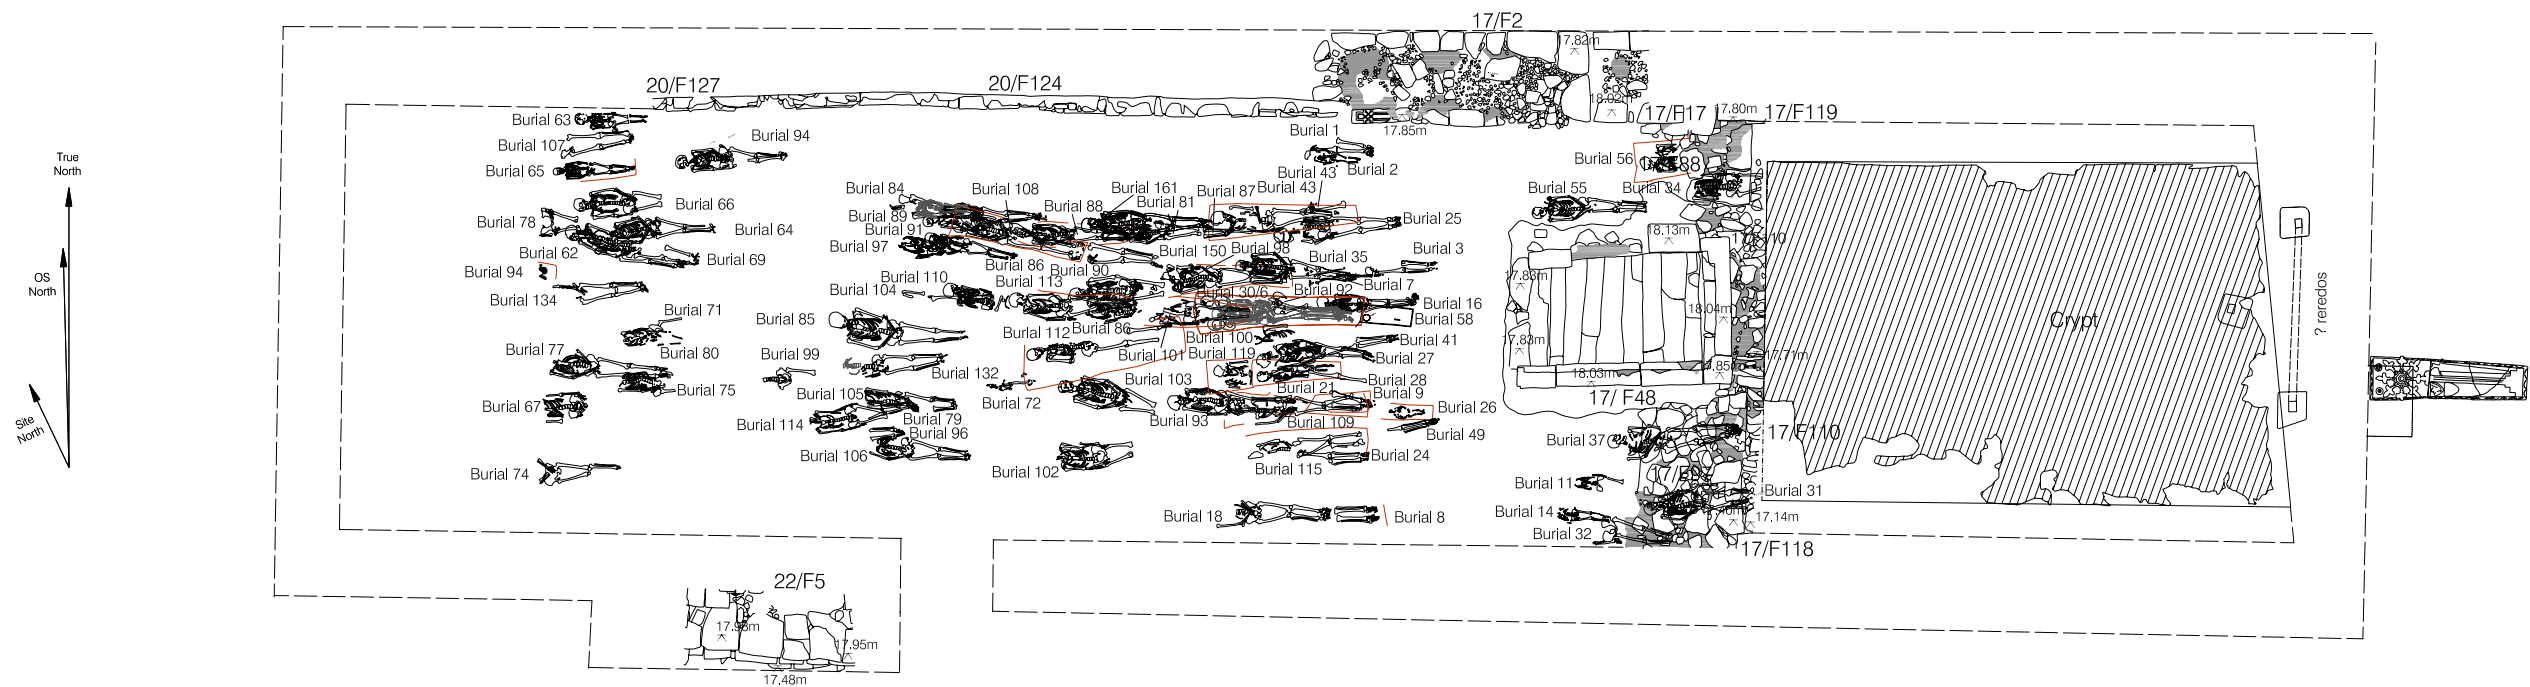 17/F2
17.82m
20/F127
20/F124
18.02m
17/F17
17.80m
17/F119
17.85m
Burial 63
Burial 107
Burial 65
Burial 94
Burial 1
Burial 2
Burial 56
True
North
Burial 84
Burial 108
Burial 161
Burial 81
Burial 87
Burial 43
Burial 43
Burial 55
Burial 34
Burial 66
Burial 78
Burial 64
Burial 89
Burial 88
Burial 91
Burial 25
Burial 97
18.13m
Burial 62
Burial 69
Burial 150
Burial 98
Burial 3
Burial 35
Burial 94
Burial 86
Burial 90
OS
North
Burial 110
Burial 113
Burial 7
17.83m
Burial 134
Burial 104
Burial 30/6
Burial 92
? reredos
Burial 71
Burial 16
18.04m
Burial 85
Burial 58
Crypt
Burial 112
Burial 86
Burial 100
Burial 41
17.83m
Burial 77
Burial 80
Burial 99
Burial 101
Burial 119
Burial 27
17.71m
Burial 132
Burial 103
Burial 28
18.03m
Burial 75
Burial 105
Burial 72
Burial 21
Burial 9
17/ F48
Burial 67
Burial 79
Burial 26
Burial 114
Burial 93
Burial 109
Site
North
Burial 96
Burial 49
Burial 37
17/F110
Burial 106
Burial 102
Burial 115
Burial 24
Burial 74
Burial 11
Burial 31
Burial 18
Burial 8
Burial 14
17.14m
Burial 32
17/F118
22/F5
17.98m
17.95m
17.48m